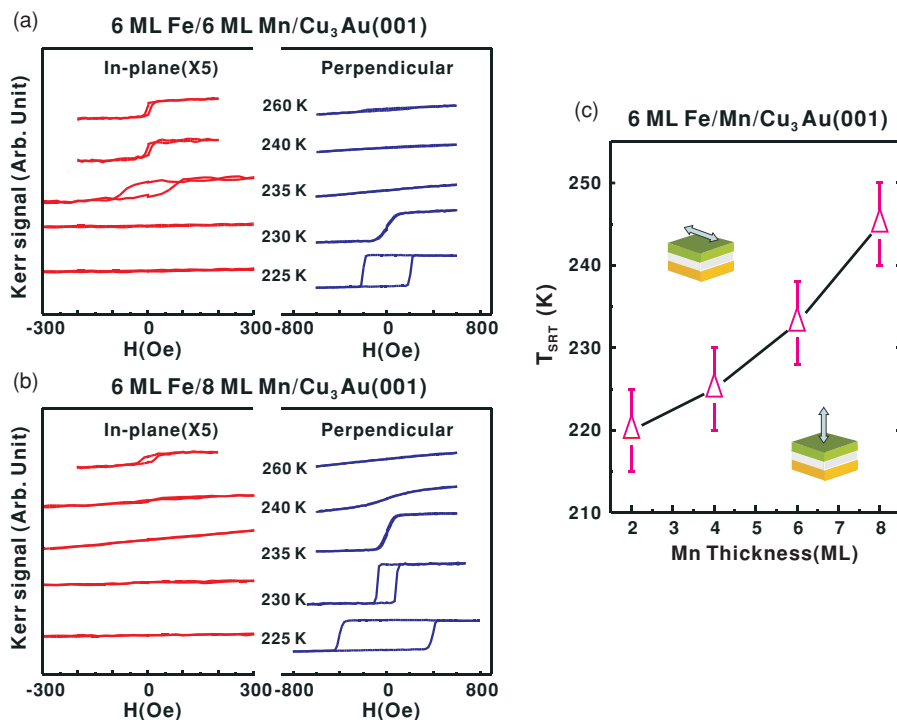 (a)
6 ML Fe/6 ML Mn/Cu3Au(001)
In-plane(X5)
Perpendicular
Kerr signal (Arb. Unit)
260 K
240 K
235 K
230 K
225 K
-300 0 300 -800 0 800
H(Oe) H(Oe)
(b)
6 ML Fe/8 ML Mn/Cu3Au(001)
In-plane(X5)
Perpendicular
Kerr signal (Arb. Unit)
260 K
240 K
235 K
230 K
225 K
-300 0 300 -800 0 800
H(Oe) H(Oe)
(c)
6 ML Fe/Mn/Cu3Au(001)
TSRT (K)
250
240
230
220
210
2 3 4 5 6 7 8
Mn Thickness(ML)